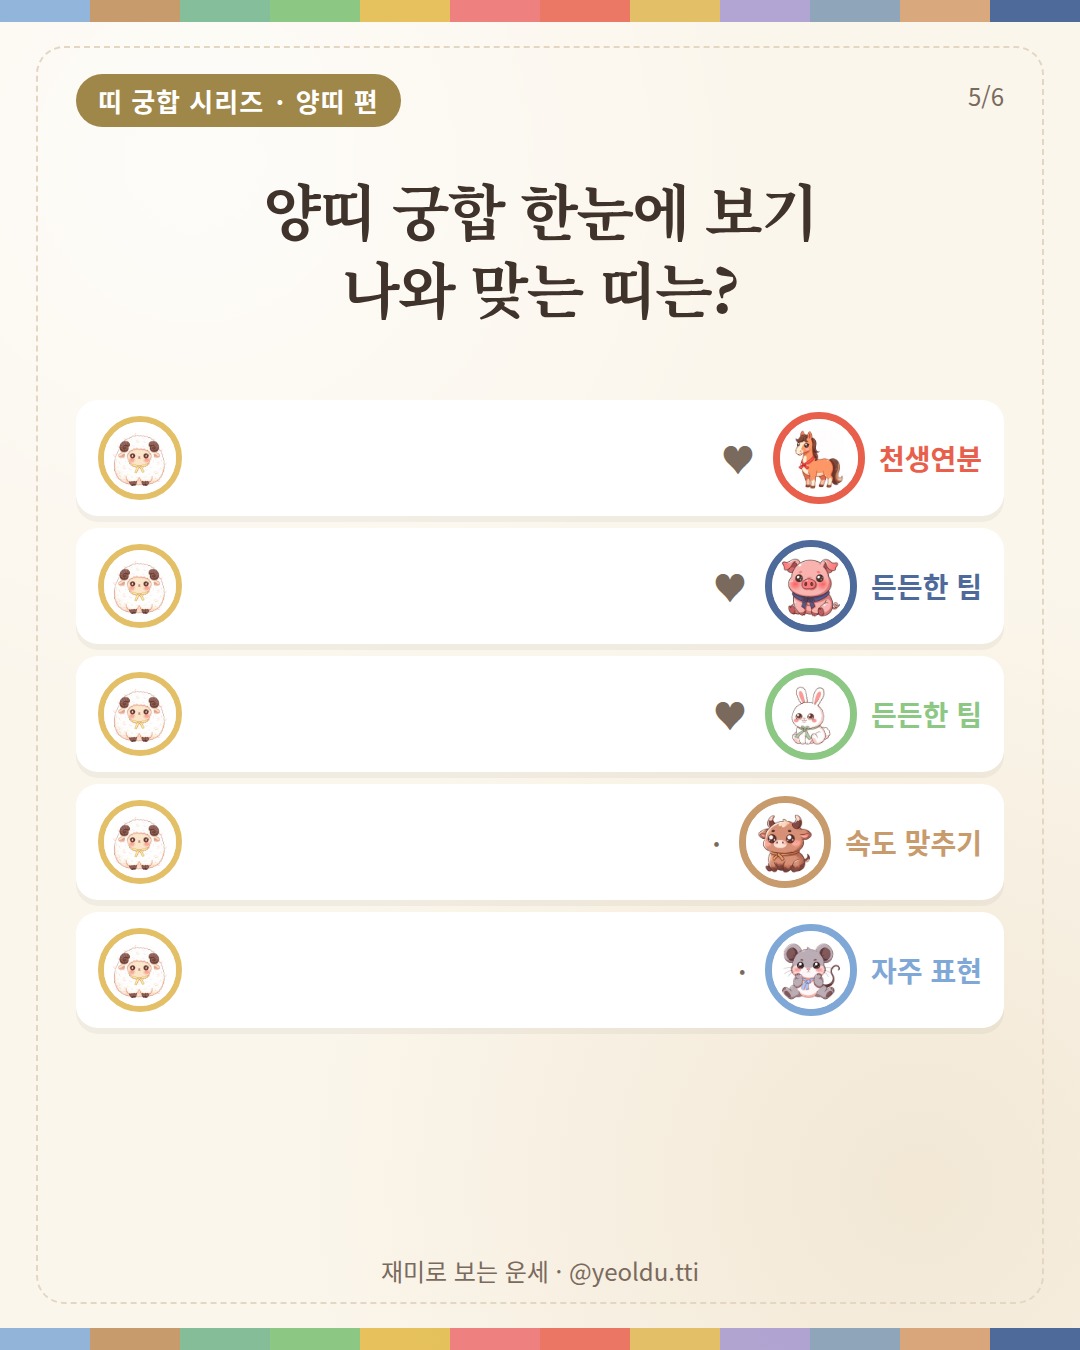 띠 궁합 시리즈 · 양띠 편
5/6
양띠 궁합 한눈에 보기
나와 맞는 띠는?
♥ 천생연분
♥ 든든한 팀
♥ 든든한 팀
· 속도 맞추기
· 자주 표현
재미로 보는 운세 · @yeoldu.tti